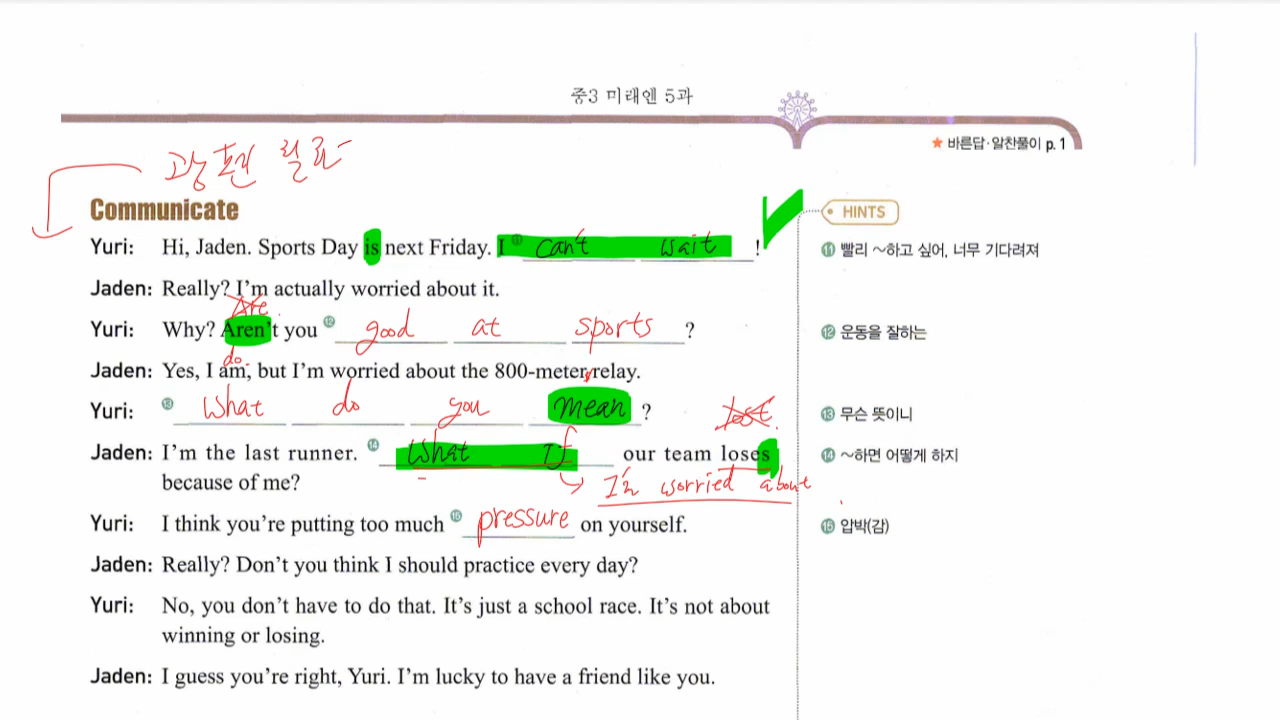 중3 미래엔 5과
★ 바른답·알찬풀이 p. 1
Communicate
HINTS
Yuri: Hi, Jaden. Sports Day is next Friday. I ⑪ can't wait !
⑪ 빨리 ~하고 싶어, 너무 기다려져
Jaden: Really? I'm actually worried about it.
Are
Yuri: Why? Aren't you ⑫ good at sports ?
⑫ 운동을 잘하는
do
Jaden: Yes, I am, but I'm worried about the 800-meter relay.
Yuri: ⑬ What do you mean ?
⑬ 무슨 뜻이니
Jaden: I'm the last runner. ⑭ What If our team loses
⑭ ~하면 어떻게 하지
because of me?
I'm worried about
Yuri: I think you're putting too much ⑮ pressure on yourself.
⑮ 압박(감)
Jaden: Really? Don't you think I should practice every day?
Yuri: No, you don't have to do that. It's just a school race. It's not about
winning or losing.
Jaden: I guess you're right, Yuri. I'm lucky to have a friend like you.